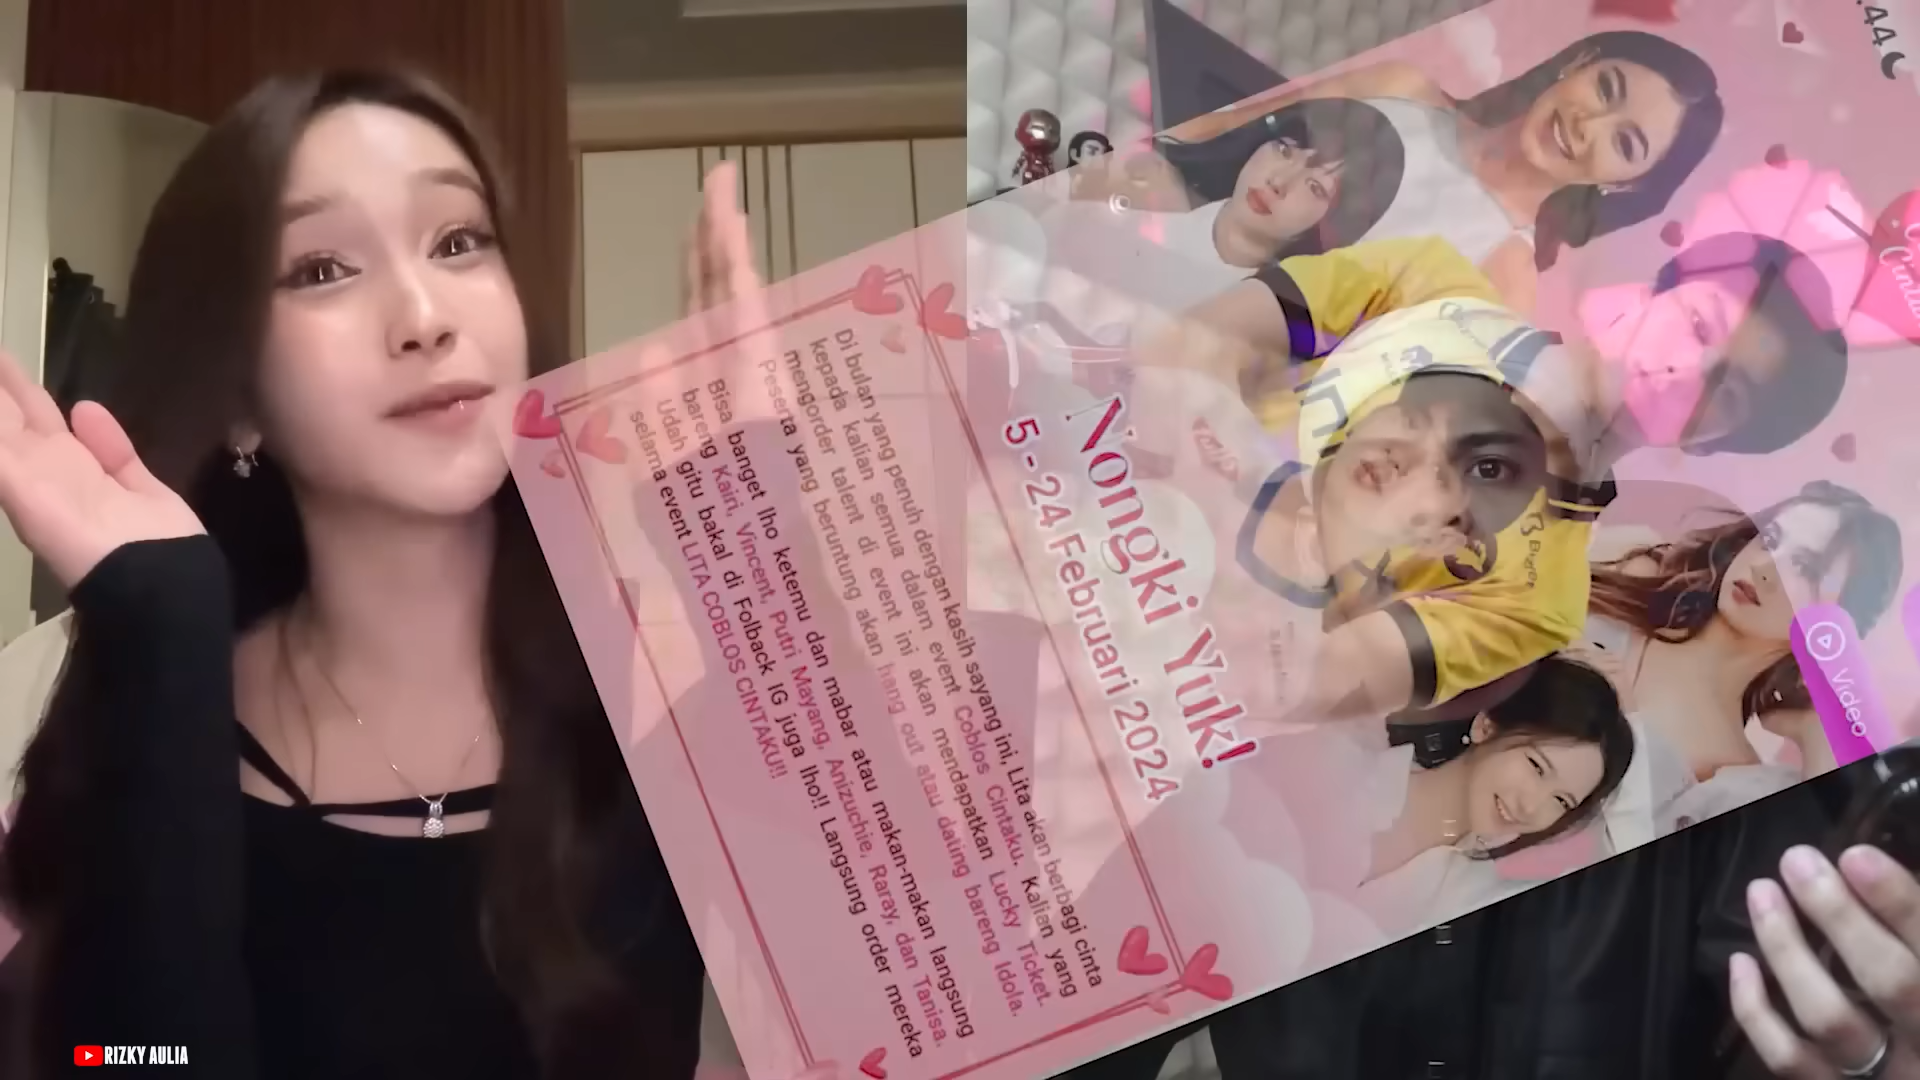 .44
Nongki Yuk!
5 - 24 Februari 2024
Di bulan yang penuh dengan kasih sayang ini, Lita akan berbagi cinta
kepada kalian semua dalam event Coblos Cintaku. Kalian yang
mengorder talent di event ini akan mendapatkan Lucky Ticket.
Peserta yang beruntung akan hang out atau dating bareng Idola.
Bisa banget lho ketemu dan mabar atau makan-makan langsung
bareng Kairi, Vincent, Putri Mayang, Anizuchie, Raray, dan Tanisa.
Udah gitu bakal di Folback IG juga lho!! Langsung order mereka
selama event LITA COBLOS CINTAKU!!
Video
RIZKY AULIA